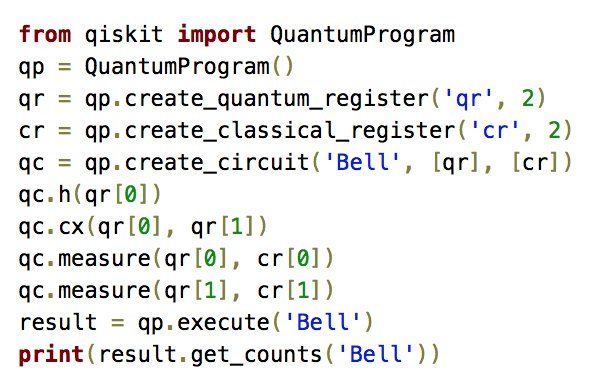 from qiskit import QuantumProgram
qp = QuantumProgram()
qr = qp.create_quantum_register('qr', 2)
cr = qp.create_classical_register('cr', 2)
qc = qp.create_circuit('Bell', [qr], [cr])
qc.h(qr[0])
qc.cx(qr[0], qr[1])
qc.measure(qr[0], cr[0])
qc.measure(qr[1], cr[1])
result = qp.execute('Bell')
print(result.get_counts('Bell'))